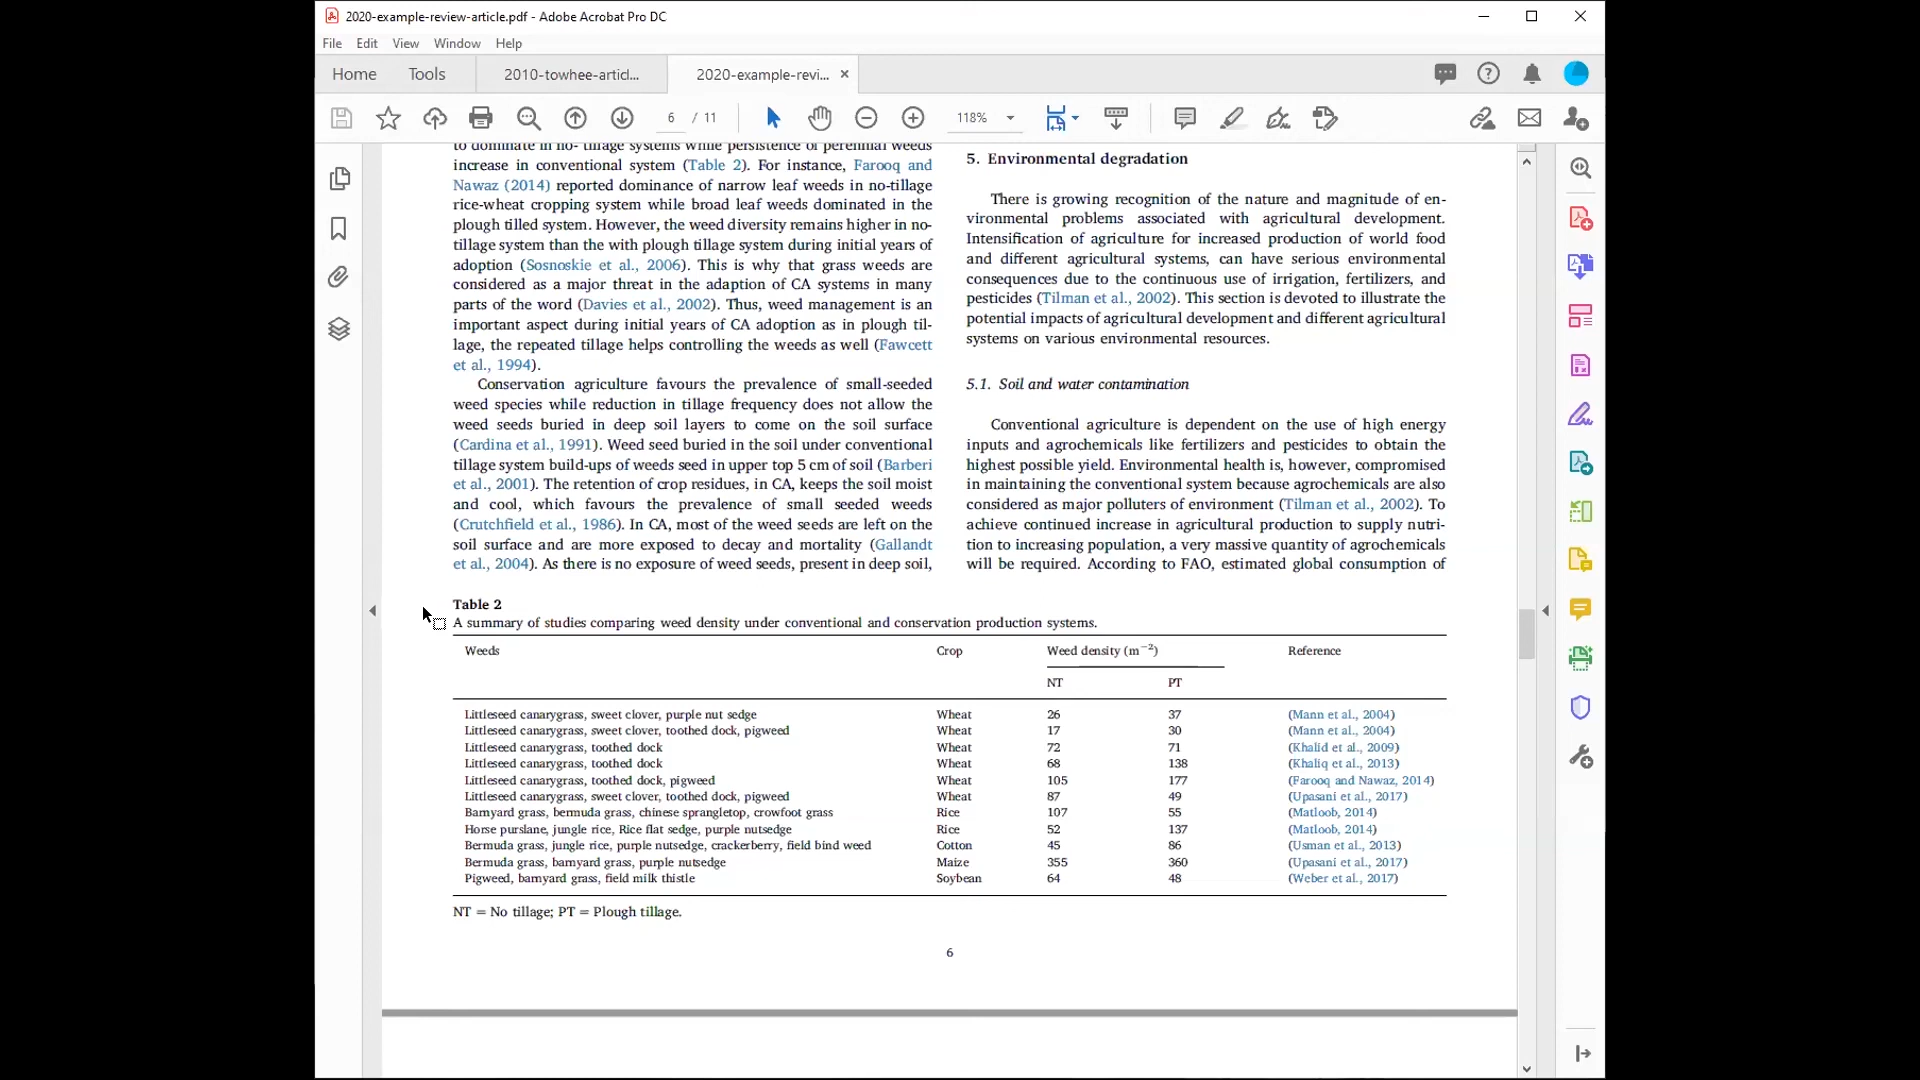 2020-example-review-article.pdf - Adobe Acrobat Pro DC
File Edit View Window Help
Home Tools 2010-towhee-articl... 2020-example-revi... ×
6 / 11 118%
to dominate in no- tillage systems while persistence of perennial weeds
increase in conventional system (Table 2). For instance, Farooq and
Nawaz (2014) reported dominance of narrow leaf weeds in no-tillage
rice-wheat cropping system while broad leaf weeds dominated in the
plough tilled system. However, the weed diversity remains higher in no-
tillage system than the with plough tillage system during initial years of
adoption (Sosnoskie et al., 2006). This is why that grass weeds are
considered as a major threat in the adaption of CA systems in many
parts of the word (Davies et al., 2002). Thus, weed management is an
important aspect during initial years of CA adoption as in plough til-
lage, the repeated tillage helps controlling the weeds as well (Fawcett
et al., 1994).
Conservation agriculture favours the prevalence of small-seeded
weed species while reduction in tillage frequency does not allow the
weed seeds buried in deep soil layers to come on the soil surface
(Cardina et al., 1991). Weed seed buried in the soil under conventional
tillage system build-ups of weeds seed in upper top 5 cm of soil (Barberi
et al., 2001). The retention of crop residues, in CA, keeps the soil moist
and cool, which favours the prevalence of small seeded weeds
(Crutchfield et al., 1986). In CA, most of the weed seeds are left on the
soil surface and are more exposed to decay and mortality (Gallandt
et al., 2004). As there is no exposure of weed seeds, present in deep soil,
5. Environmental degradation
There is growing recognition of the nature and magnitude of en-
vironmental problems associated with agricultural development.
Intensification of agriculture for increased production of world food
and different agricultural systems, can have serious environmental
consequences due to the continuous use of irrigation, fertilizers, and
pesticides (Tilman et al., 2002). This section is devoted to illustrate the
potential impacts of agricultural development and different agricultural
systems on various environmental resources.
5.1. Soil and water contamination
Conventional agriculture is dependent on the use of high energy
inputs and agrochemicals like fertilizers and pesticides to obtain the
highest possible yield. Environmental health is, however, compromised
in maintaining the conventional system because agrochemicals are also
considered as major polluters of environment (Tilman et al., 2002). To
achieve continued increase in agricultural production to supply nutri-
tion to increasing population, a very massive quantity of agrochemicals
will be required. According to FAO, estimated global consumption of
Table 2
A summary of studies comparing weed density under conventional and conservation production systems.
Weeds Crop Weed density (m⁻²) Reference
NT PT
Littleseed canarygrass, sweet clover, purple nut sedge Wheat 26 37 (Mann et al., 2004)
Littleseed canarygrass, sweet clover, toothed dock, pigweed Wheat 17 30 (Mann et al., 2004)
Littleseed canarygrass, toothed dock Wheat 72 71 (Khalid et al., 2009)
Littleseed canarygrass, toothed dock Wheat 68 138 (Khaliq et al., 2013)
Littleseed canarygrass, toothed dock, pigweed Wheat 105 177 (Farooq and Nawaz, 2014)
Littleseed canarygrass, sweet clover, toothed dock, pigweed Wheat 87 49 (Upasani et al., 2017)
Barnyard grass, bermuda grass, chinese sprangletop, crowfoot grass Rice 107 55 (Matloob, 2014)
Horse purslane, jungle rice, Rice flat sedge, purple nutsedge Rice 52 137 (Matloob, 2014)
Bermuda grass, jungle rice, purple nutsedge, crackerberry, field bind weed Cotton 45 86 (Usman et al., 2013)
Bermuda grass, barnyard grass, purple nutsedge Maize 355 360 (Upasani et al., 2017)
Pigweed, barnyard grass, field milk thistle Soybean 64 48 (Weber et al., 2017)
NT = No tillage; PT = Plough tillage.
6